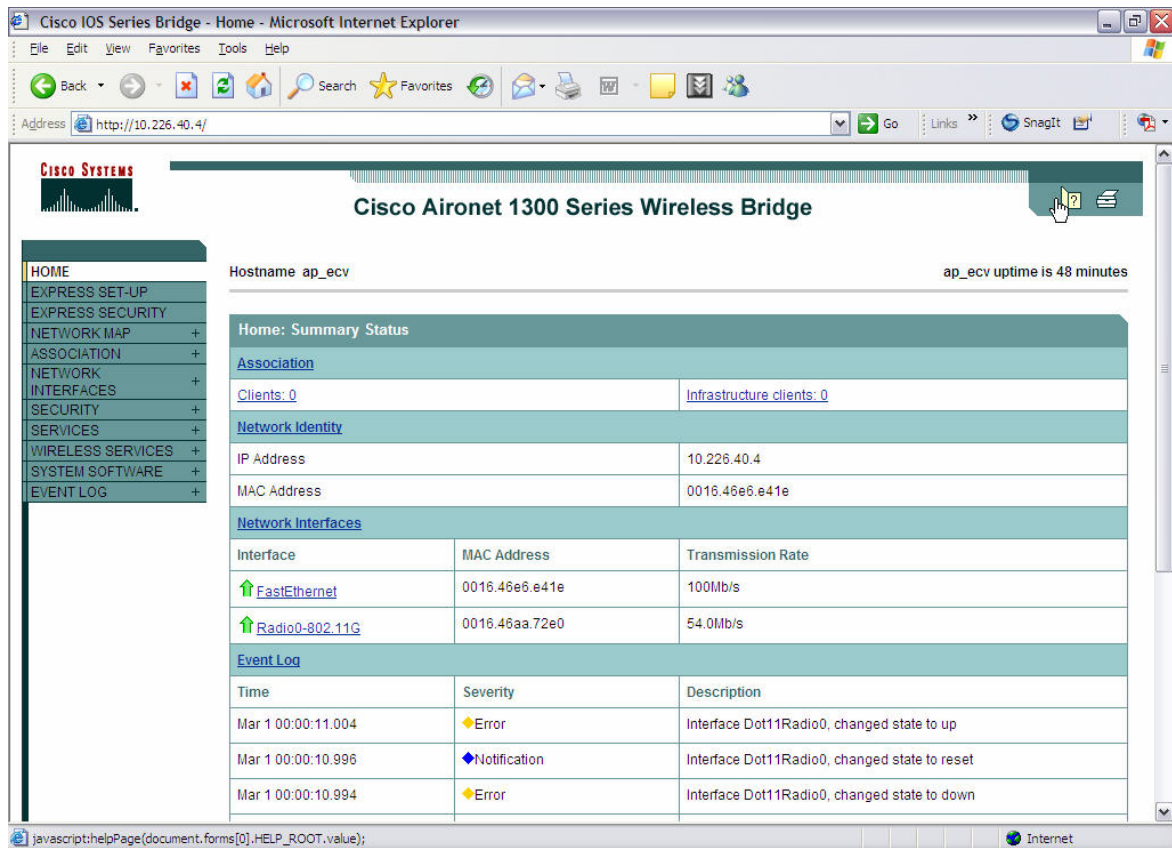 Cisco IOS Series Bridge - Home - Microsoft Internet Explorer
File Edit View Favorites Tools Help
Back Search Favorites
Address http://10.226.40.4/ Go Links » SnagIt
CISCO SYSTEMS
Cisco Aironet 1300 Series Wireless Bridge
HOME
EXPRESS SET-UP
EXPRESS SECURITY
NETWORK MAP +
ASSOCIATION +
NETWORK
INTERFACES +
SECURITY +
SERVICES +
WIRELESS SERVICES +
SYSTEM SOFTWARE +
EVENT LOG +
Hostname ap_ecv ap_ecv uptime is 48 minutes
Home: Summary Status
Association
Clients: 0 Infrastructure clients: 0
Network Identity
IP Address 10.226.40.4
MAC Address 0016.46e6.e41e
Network Interfaces
Interface MAC Address Transmission Rate
FastEthernet 0016.46e6.e41e 100Mb/s
Radio0-802.11G 0016.46aa.72e0 54.0Mb/s
Event Log
Time Severity Description
Mar 1 00:00:11.004 Error Interface Dot11Radio0, changed state to up
Mar 1 00:00:10.996 Notification Interface Dot11Radio0, changed state to reset
Mar 1 00:00:10.994 Error Interface Dot11Radio0, changed state to down
javascript:helpPage(document.forms[0].HELP_ROOT.value); Internet